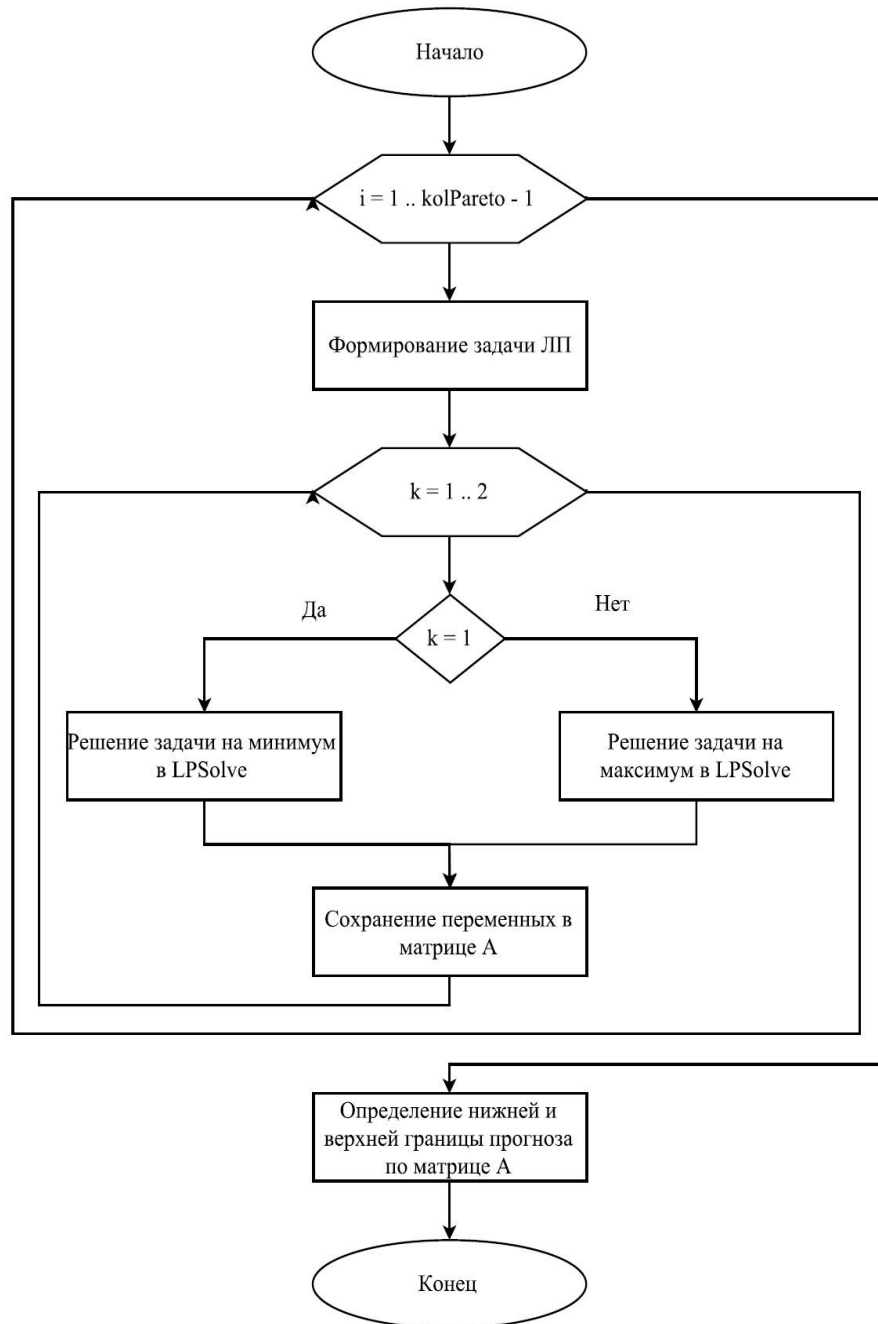 Начало
i = 1 .. kolPareto - 1
Формирование задачи ЛП
k = 1 .. 2
Да
Нет
k = 1
Решение задачи на минимум
в LPSolve
Решение задачи на
максимум в LPSolve
Сохранение переменных в
матрице A
Определение нижней и
верхней границы прогноза
по матрице A
Конец